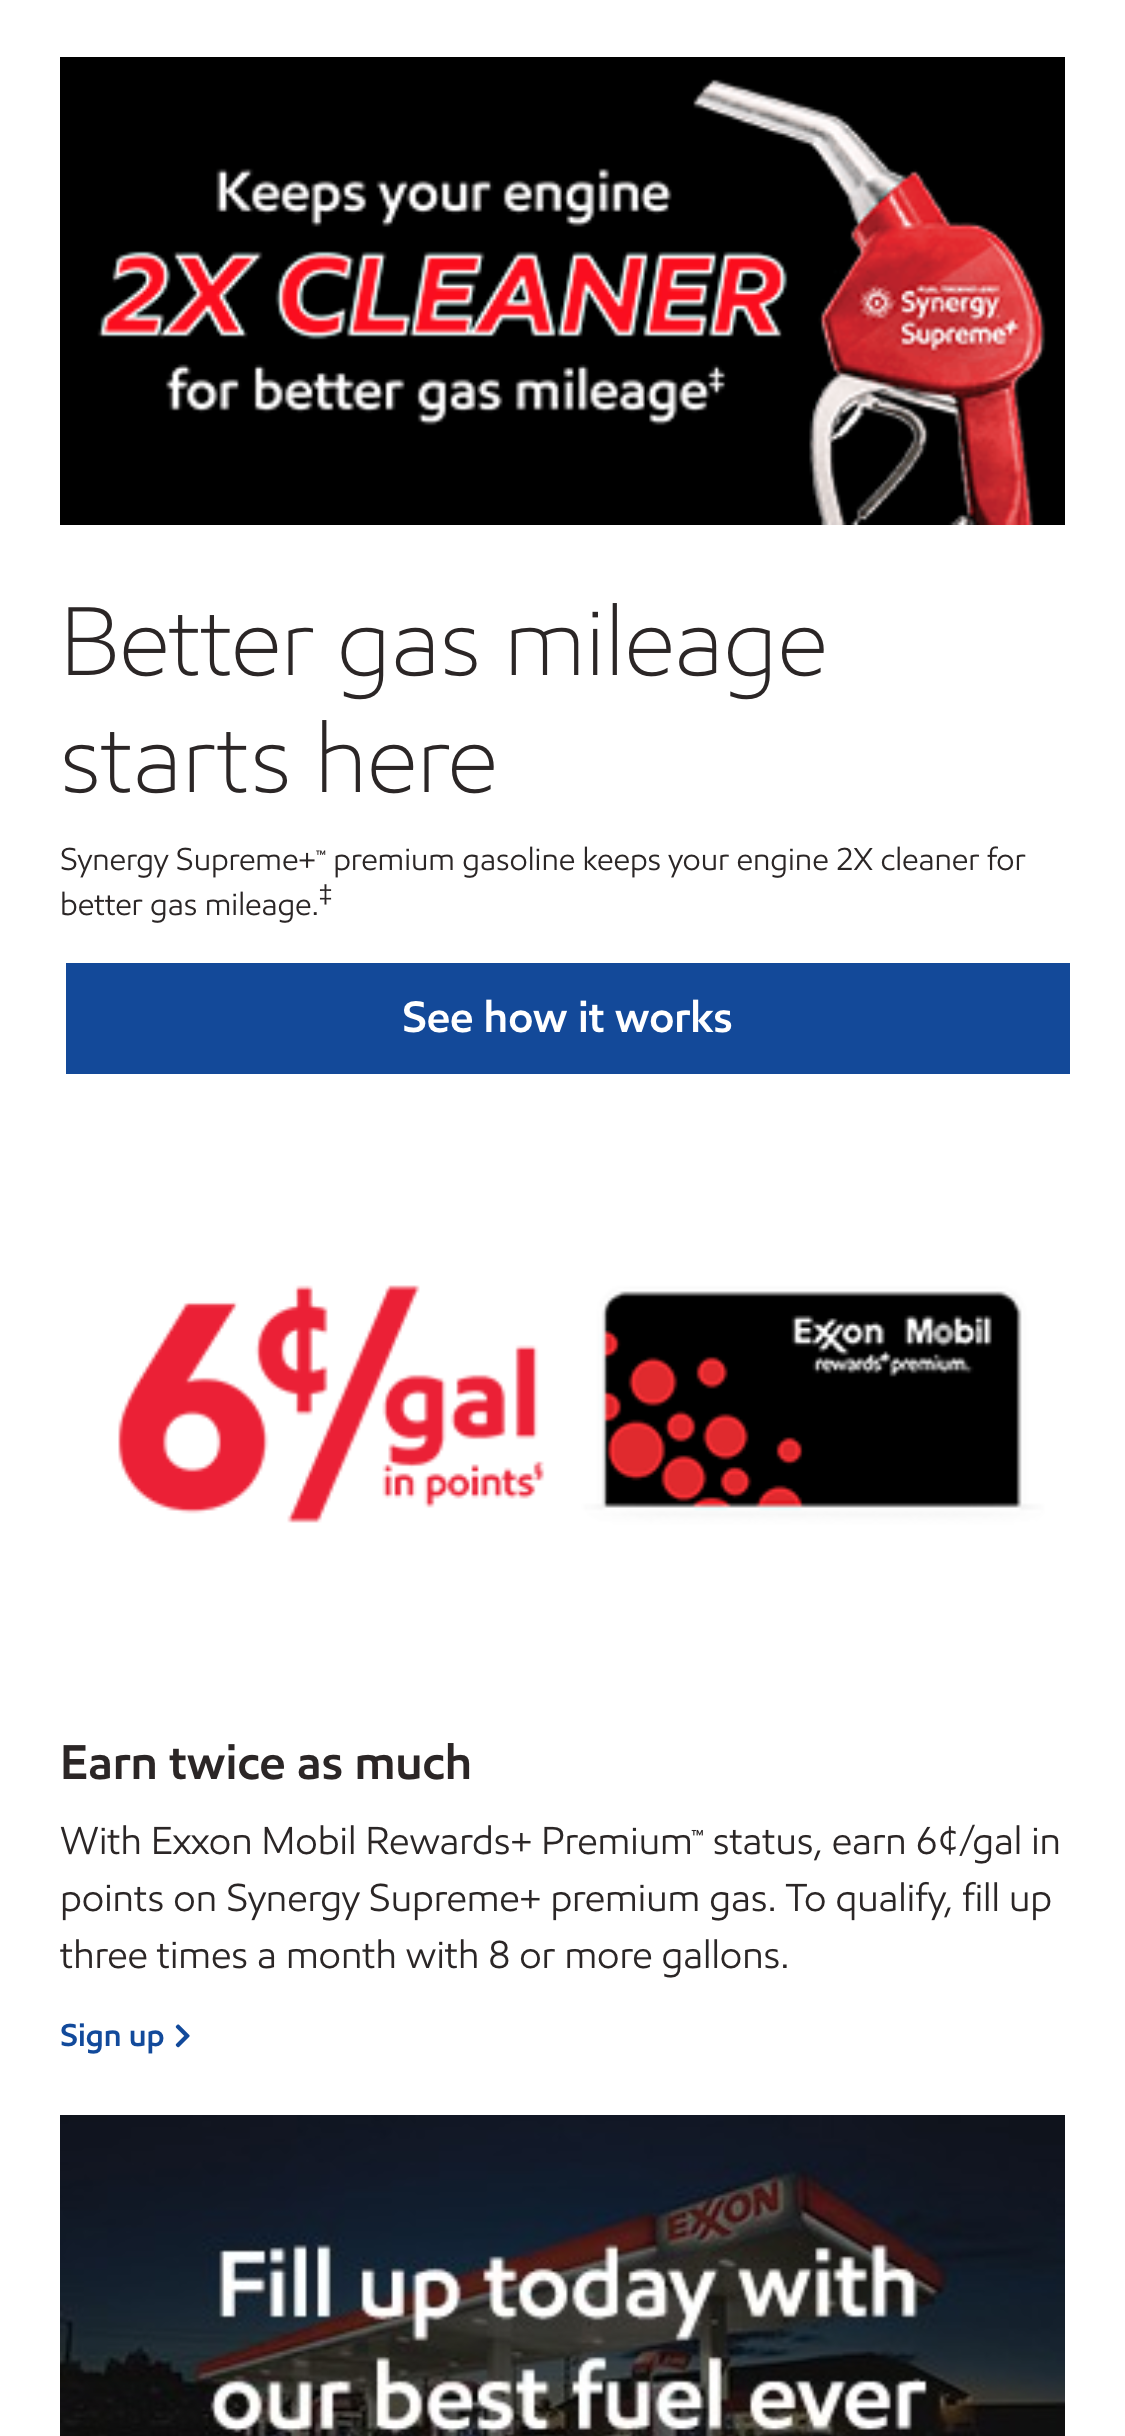 Keeps your engine
2X CLEANER
for better gas mileage‡
Synergy
Supreme+
Better gas mileage
starts here
Synergy Supreme+™ premium gasoline keeps your engine 2X cleaner for
better gas mileage.‡
See how it works
6¢/gal
in points§
Exxon Mobil
rewards+ premium.
Earn twice as much
With Exxon Mobil Rewards+ Premium™ status, earn 6¢/gal in
points on Synergy Supreme+ premium gas. To qualify, fill up
three times a month with 8 or more gallons.
Sign up >
EXXON
Fill up today with
our best fuel ever